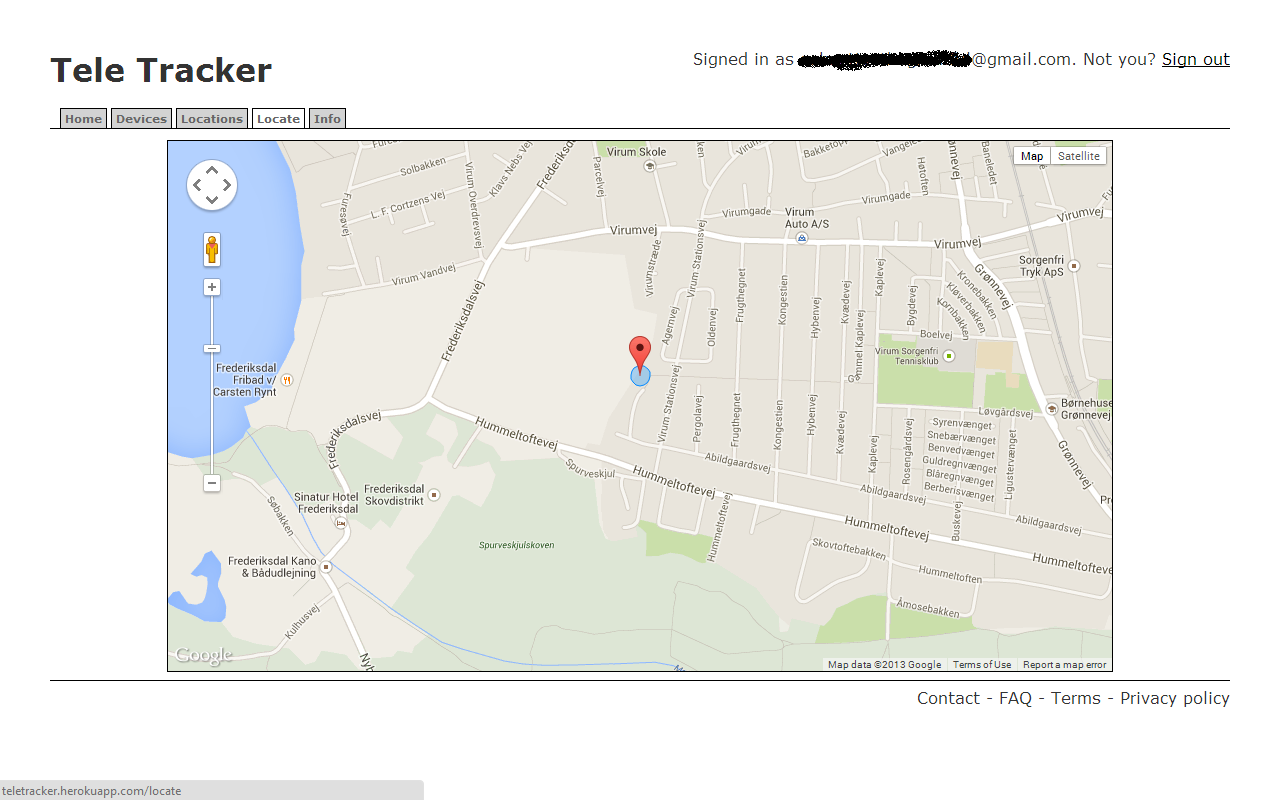 Tele Tracker
Signed in as @gmail.com. Not you? Sign out
Home Devices Locations Locate Info
Virum Skole
Map Satellite
Solbakken
Parcelvej
Klavs Nebs Vej
Virum Overdrevsvej
Furesøvej
L. F. Cortzens Vej
Høtoften
Baneledet
Grønnevej
Virumgade
Virumgade
Virum
Auto A/S
Virumvej
Virumvej
Virumvej
Virum Vandvej
Virumstræde
Virum Stationsvej
Frugthegnet
Kongestien
Hybenvej
Kvædevej
Kaplevej
Gammel Kaplevej
Bygdevej
Kronebakken
Kløverbakken
Kornbakken
Grønnevej
Sorgenfri
Tryk ApS
Agernvej
Oldenvej
Boelvej
Virum Sorgenfri
Tennisklub
Frederiksdalsvej
Frederiksdal
Fribad v/
Carsten Rynt
Frederiksdalsvej
Hummeltoftevej
Virum Stationsvej
Pergolavej
Frugthegnet
Kongestien
Hybenvej
Kvædevej
Kaplevej
Rosengårdsvej
Løvgårdsvej
Syrenvænget
Snebærvænget
Benvedvænget
Guldregnvænget
Blåregnvænget
Berberisvænget
Ligustervænget
Buskevej
Børnehuse
Grønnevej
Grønnevej
Abildgaardsvej
Abildgaardsvej
Abildgaardsvej
Spurveskjul
Hummeltoftevej
Hummeltoftevej
Hummeltoftevej
Hummeltoftevej
Sinatur Hotel
Frederiksdal
Frederiksdal
Skovdistrikt
Søbakken
Spurveskjulskoven
Skovtoftebakken
Hummeltoften
Åmosebakken
Frederiksdal Kano
& Bådudlejning
Kulhusvej
Google
Map data ©2013 Google Terms of Use Report a map error
Contact - FAQ - Terms - Privacy policy
teletracker.herokuapp.com/locate